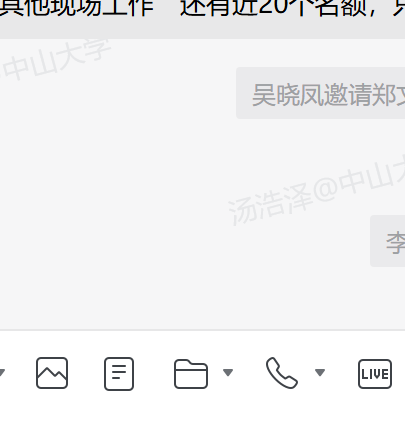 其他现场工作 还有近20个名额，只
中山大学
吴晓凤邀请郑文
汤浩泽@中山大
李
LIVE